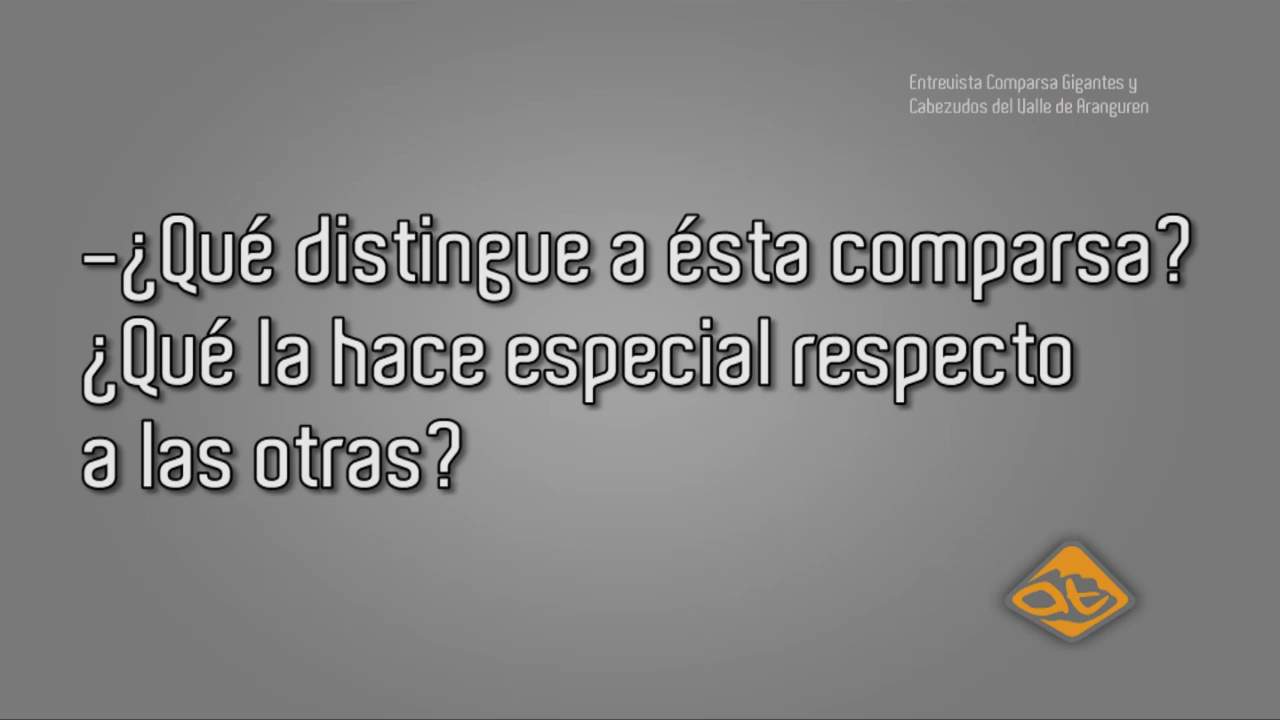 Entrevista Comparsa Gigantes y
Cabezudos del Valle de Aranguren
-¿Qué distingue a ésta comparsa?
¿Qué la hace especial respecto
a las otras?